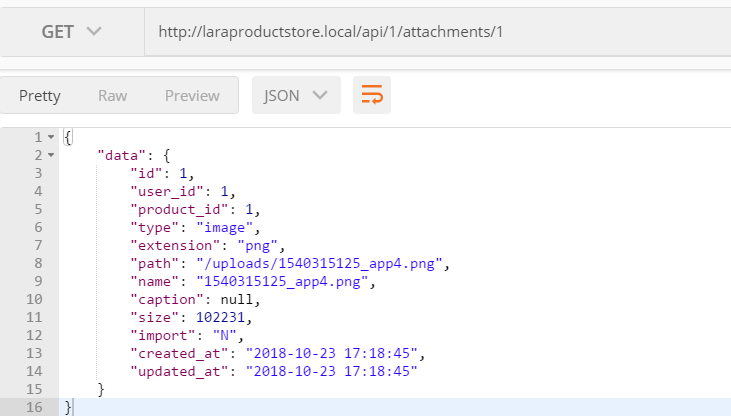 GET http://laraproductstore.local/api/1/attachments/1
Pretty Raw Preview JSON
1 {
2 "data": {
3 "id": 1,
4 "user_id": 1,
5 "product_id": 1,
6 "type": "image",
7 "extension": "png",
8 "path": "/uploads/1540315125_app4.png",
9 "name": "1540315125_app4.png",
10 "caption": null,
11 "size": 102231,
12 "import": "N",
13 "created_at": "2018-10-23 17:18:45",
14 "updated_at": "2018-10-23 17:18:45"
15 }
16 }